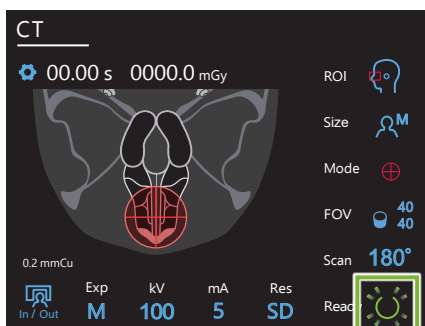 CT
00.00 s 0000.0 mGy
ROI
Size M
Mode
FOV 40
40
Scan 180°
0.2 mmCu
In / Out
Exp kV mA Res
M 100 5 SD
Ready